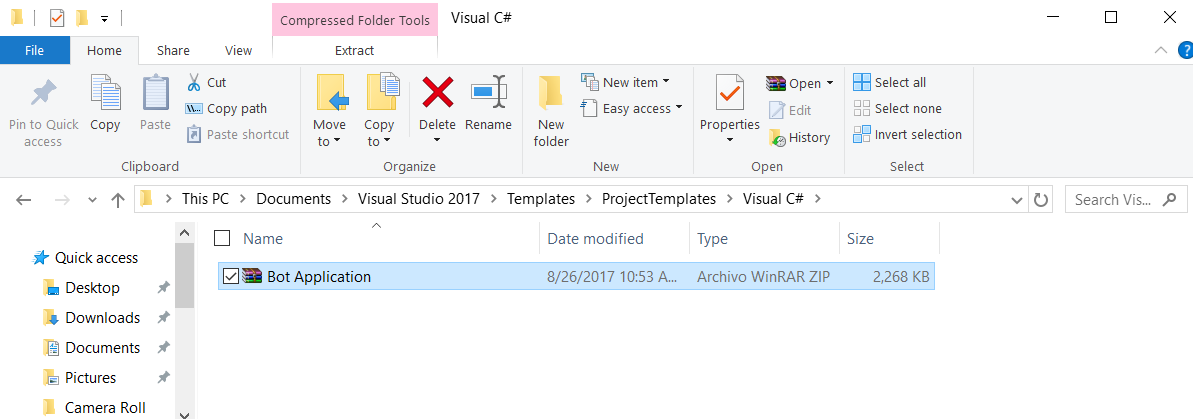 Compressed Folder Tools Visual C#
File Home Share View Extract
Pin to Quick access
Copy
Paste
Cut
Copy path
Paste shortcut
Clipboard
Move to
Copy to
Delete
Rename
Organize
New folder
New item
Easy access
New
Properties
Open
Edit
History
Open
Select all
Select none
Invert selection
Select
This PC > Documents > Visual Studio 2017 > Templates > ProjectTemplates > Visual C# >
Search Vis...
Name Date modified Type Size
Bot Application 8/26/2017 10:53 A... Archivo WinRAR ZIP 2,268 KB
Quick access
Desktop
Downloads
Documents
Pictures
Camera Roll